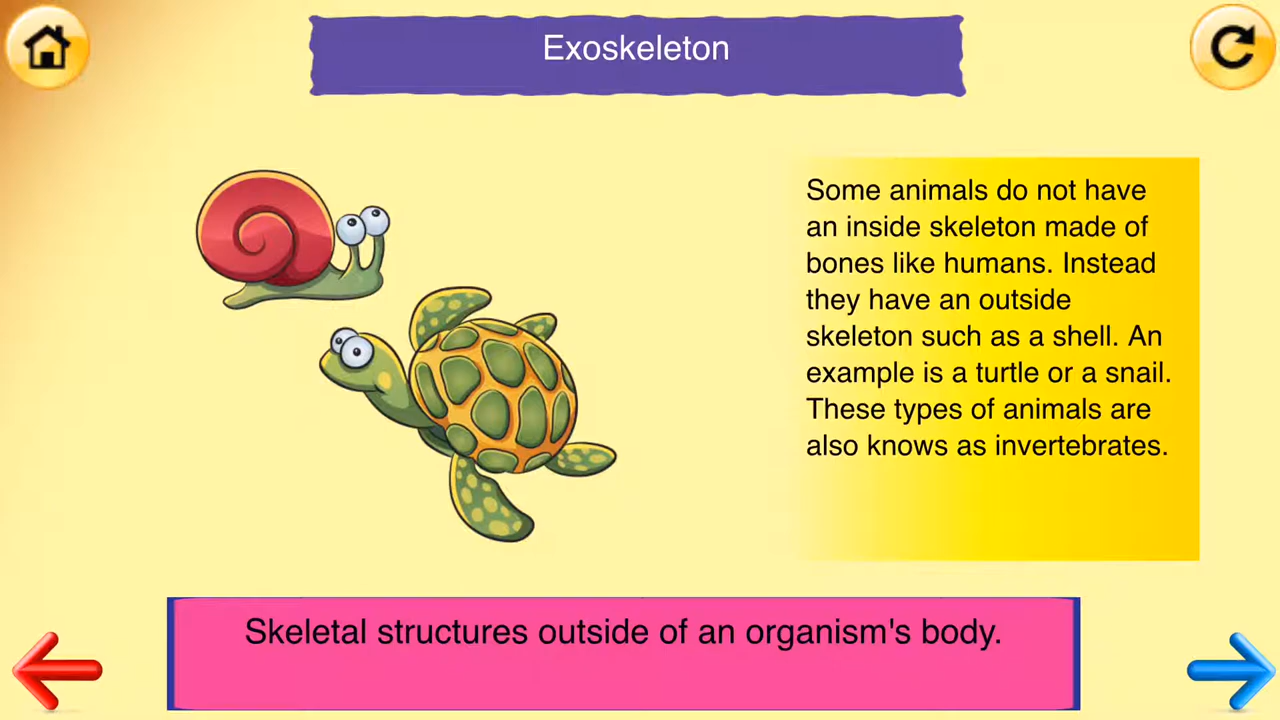 Exoskeleton
Some animals do not have
an inside skeleton made of
bones like humans. Instead
they have an outside
skeleton such as a shell. An
example is a turtle or a snail.
These types of animals are
also knows as invertebrates.
Skeletal structures outside of an organism's body.